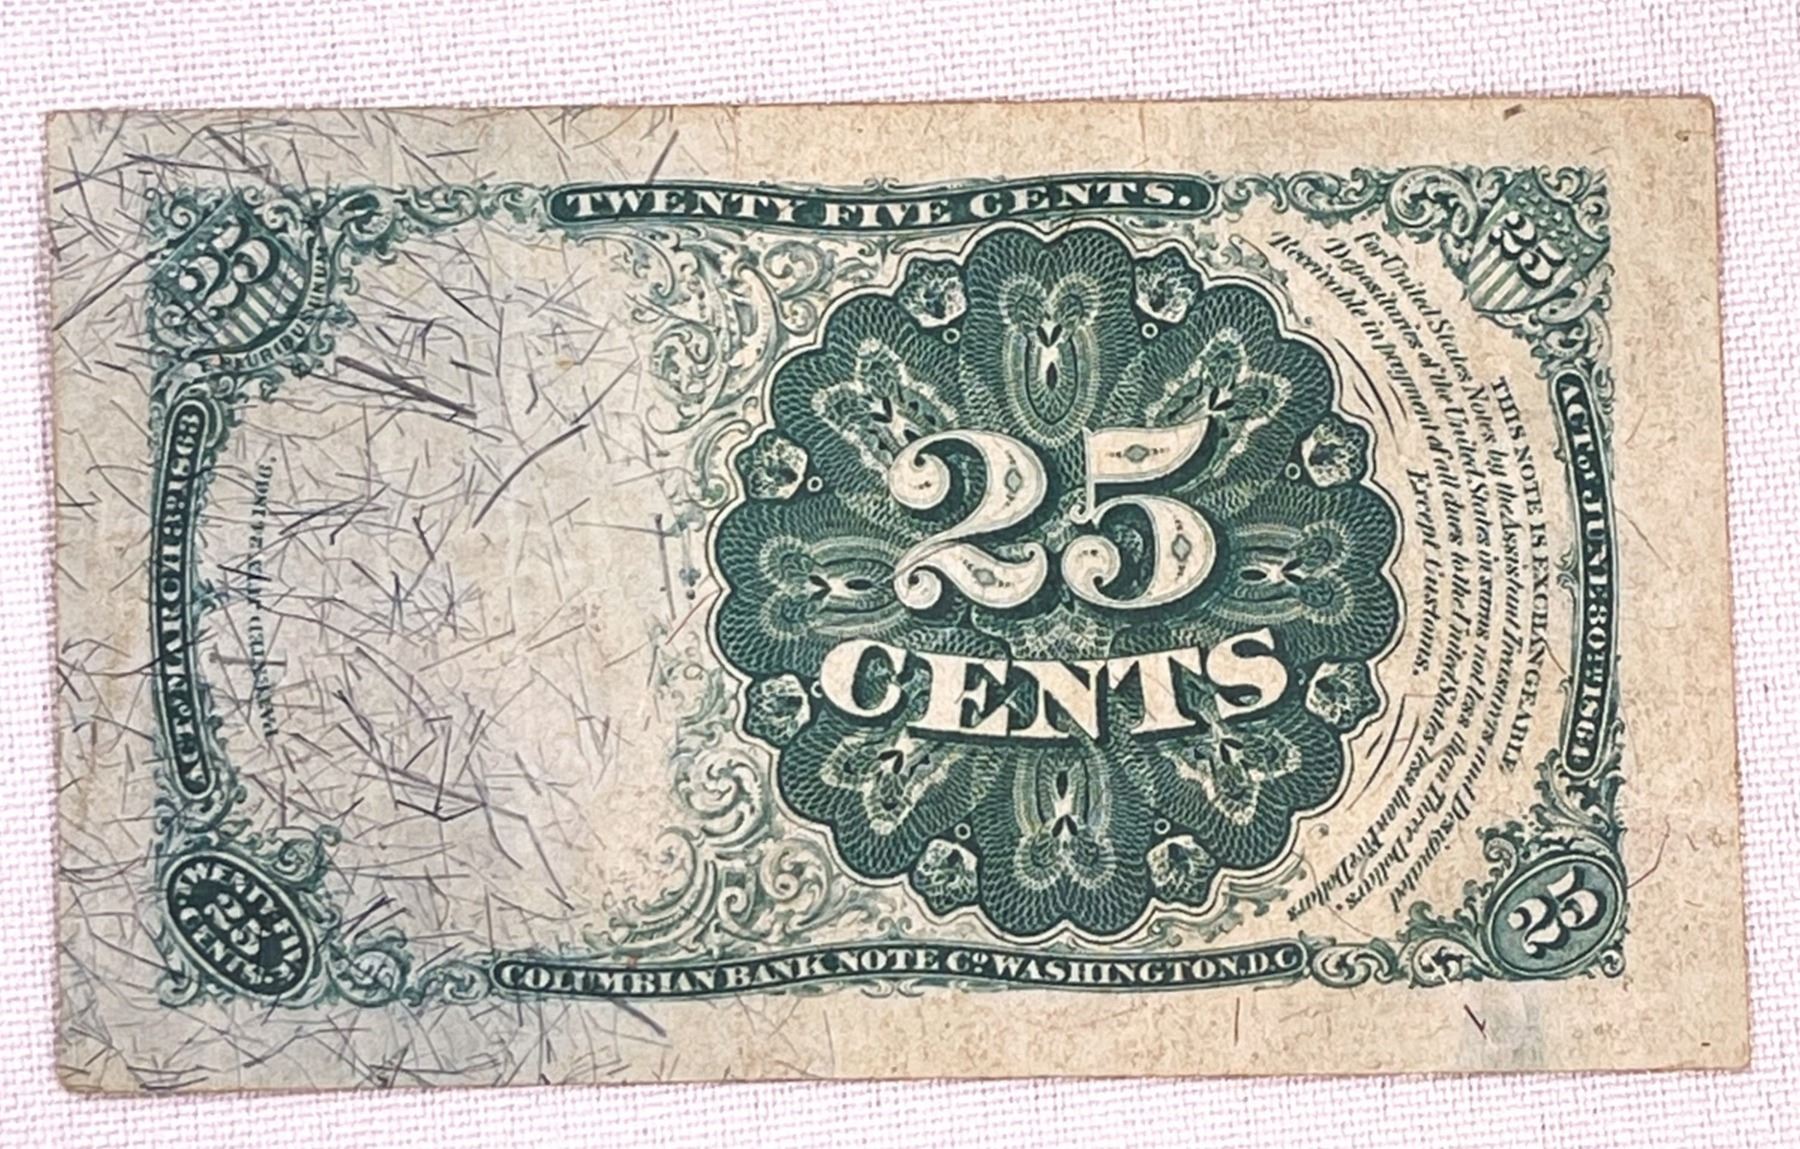 TWENTY FIVE CENTS.
25
25
PLURIBUS UNUM
ACT OF MARCH 3D 1863
25
CENTS
THIS NOTE IS EXCHANGEABLE
For United States Notes by the Assistant Treasurers and Designated
Depositaries of the United States in sums not less than Three Dollars.
Receivable in payment of all dues to the United States less than Five Dollars
Except Customs.
ACT OF JUNE 30TH 1864
TWENTY FIVE
25
CENTS.
COLUMBIAN BANK NOTE CO. WASHINGTON, D.C.
25